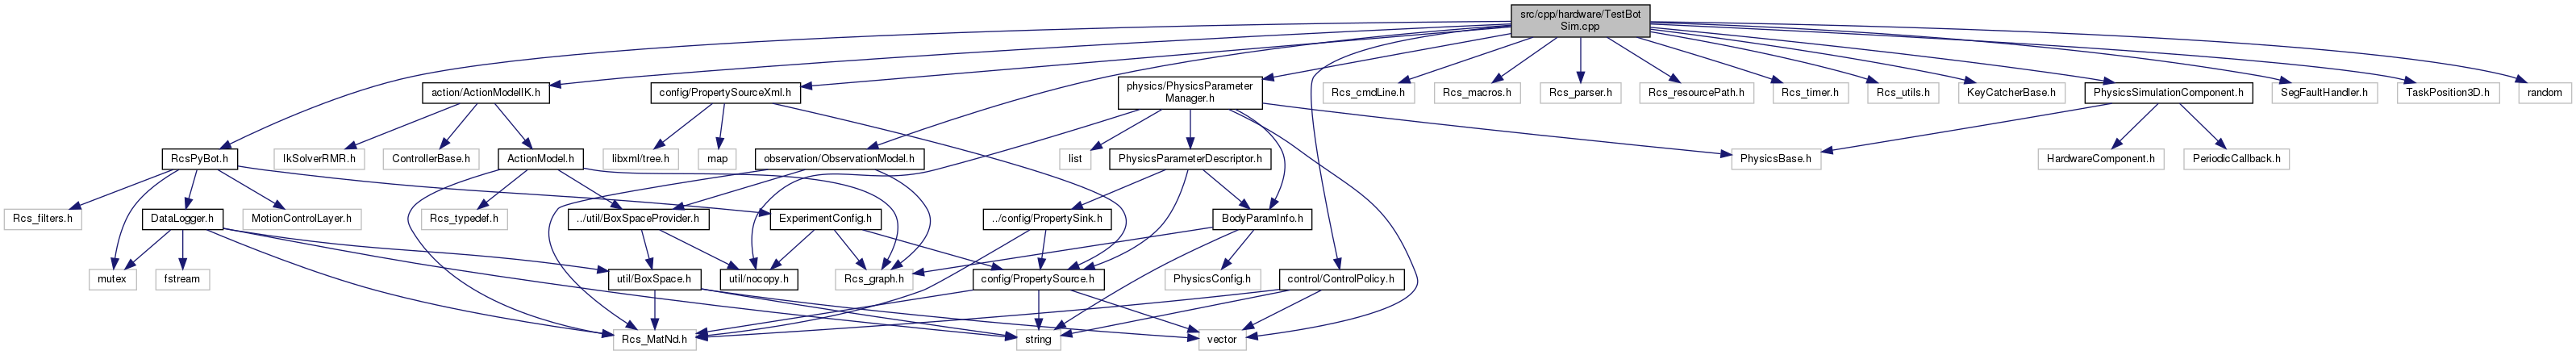 src/cpp/hardware/TestBot
Sim.cpp
action/ActionModelIK.h
config/PropertySourceXml.h
physics/PhysicsParameter
Manager.h
Rcs_cmdLine.h
Rcs_macros.h
Rcs_parser.h
Rcs_resourcePath.h
Rcs_timer.h
Rcs_utils.h
KeyCatcherBase.h
PhysicsSimulationComponent.h
SegFaultHandler.h
TaskPosition3D.h
random
RcsPyBot.h
IkSolverRMR.h
ControllerBase.h
ActionModel.h
libxml/tree.h
map
observation/ObservationModel.h
list
PhysicsParameterDescriptor.h
PhysicsBase.h
HardwareComponent.h
PeriodicCallback.h
Rcs_filters.h
DataLogger.h
MotionControlLayer.h
Rcs_typedef.h
../util/BoxSpaceProvider.h
ExperimentConfig.h
../config/PropertySink.h
BodyParamInfo.h
mutex
fstream
util/BoxSpace.h
util/nocopy.h
Rcs_graph.h
config/PropertySource.h
PhysicsConfig.h
control/ControlPolicy.h
Rcs_MatNd.h
string
vector